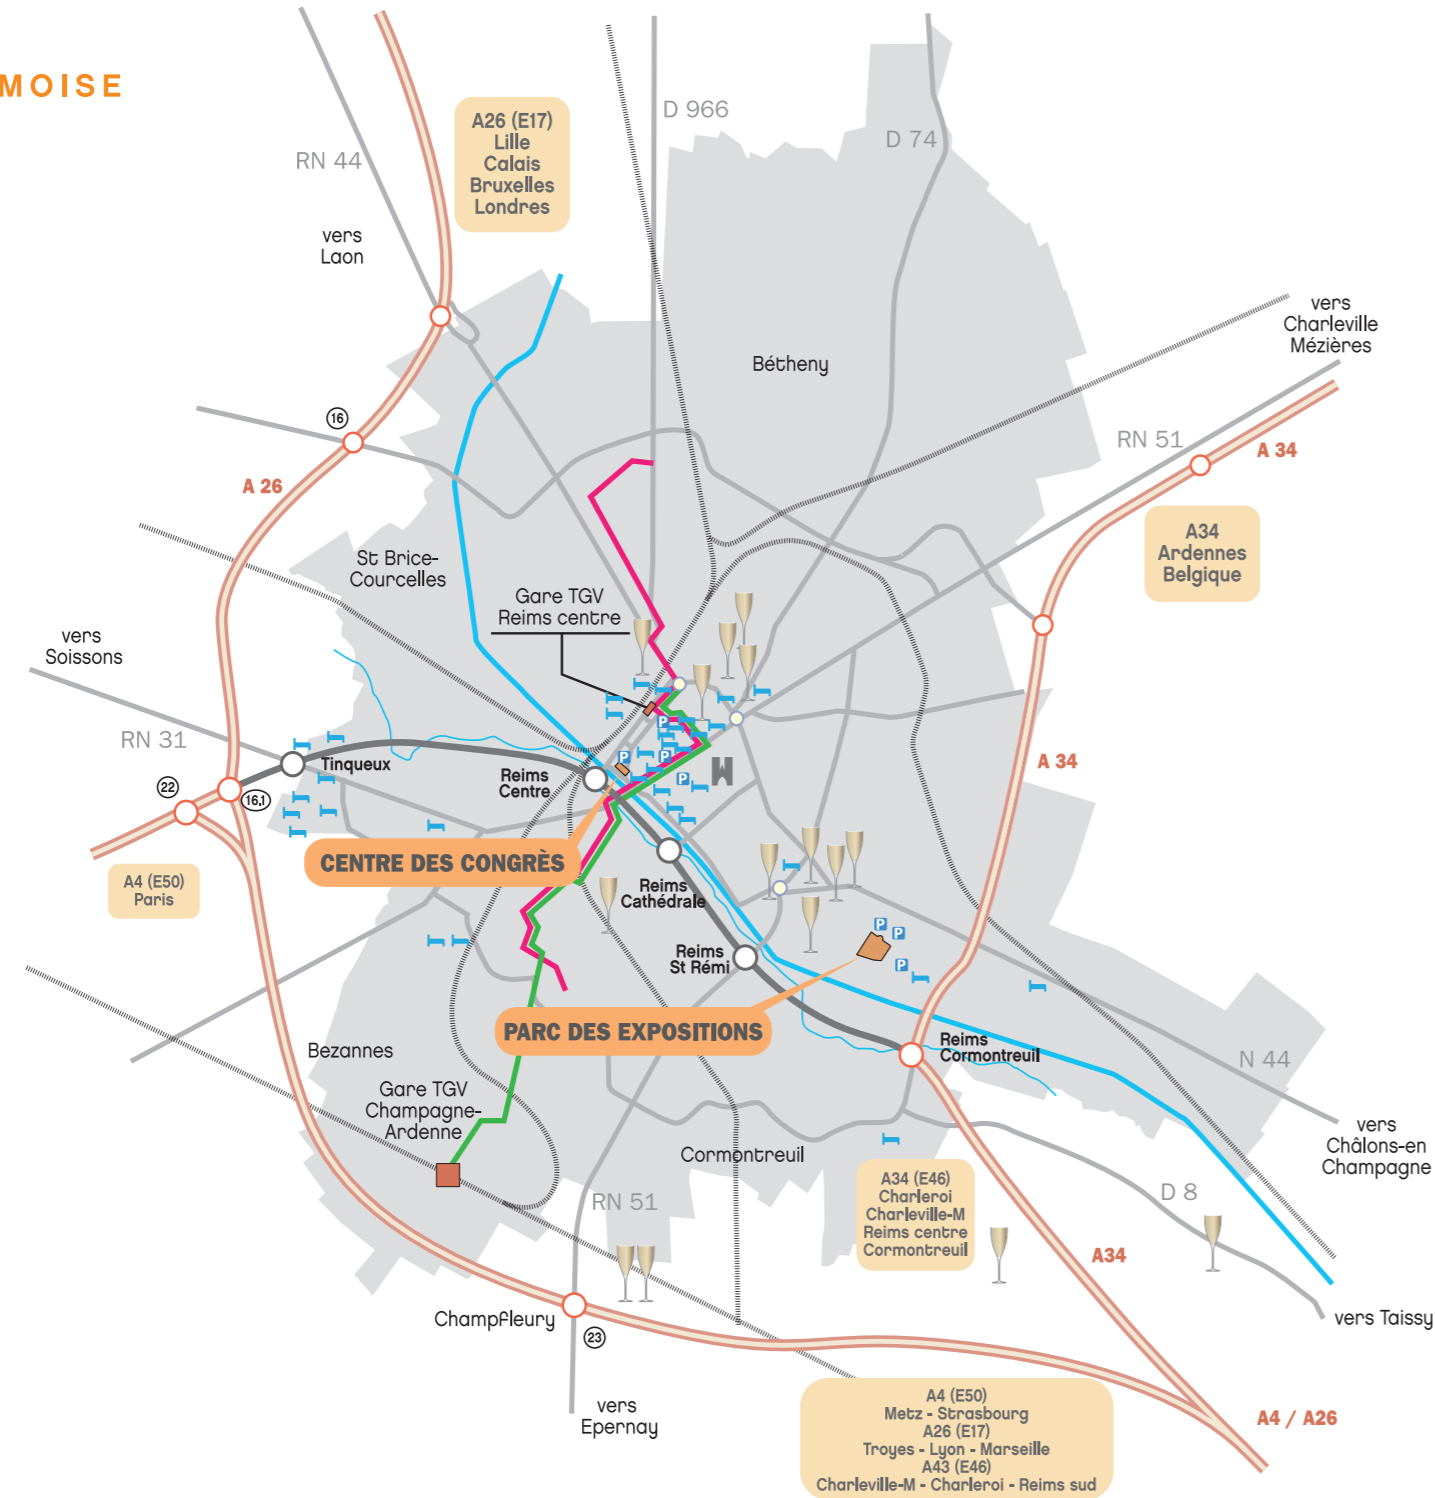 MOISE
D 966
A26 (E17)
Lille
Calais
Bruxelles
Londres
D 74
RN 44
vers
Laon
vers
Charleville
Mézières
Bétheny
16
RN 51
A 34
A 26
A34
Ardennes
Belgique
St Brice-
Courcelles
Gare TGV
Reims centre
vers
Soissons
P
RN 31
Tinqueux
P
P
A 34
Reims
Centre
P
22
16,1
CENTRE DES CONGRÈS
A4 (E50)
Paris
Reims
Cathédrale
P
P
Reims
St Rémi
P
PARC DES EXPOSITIONS
Reims
Cormontreuil
Bezannes
N 44
Gare TGV
Champagne-
Ardenne
vers
Châlons-en
Champagne
Cormontreuil
A34 (E46)
Charleroi
Charleville-M
Reims centre
Cormontreuil
D 8
RN 51
A34
Champfleury
vers Taissy
23
vers
Epernay
A4 (E50)
Metz - Strasbourg
A26 (E17)
Troyes - Lyon - Marseille
A43 (E46)
Charleville-M - Charleroi - Reims sud
A4 / A26